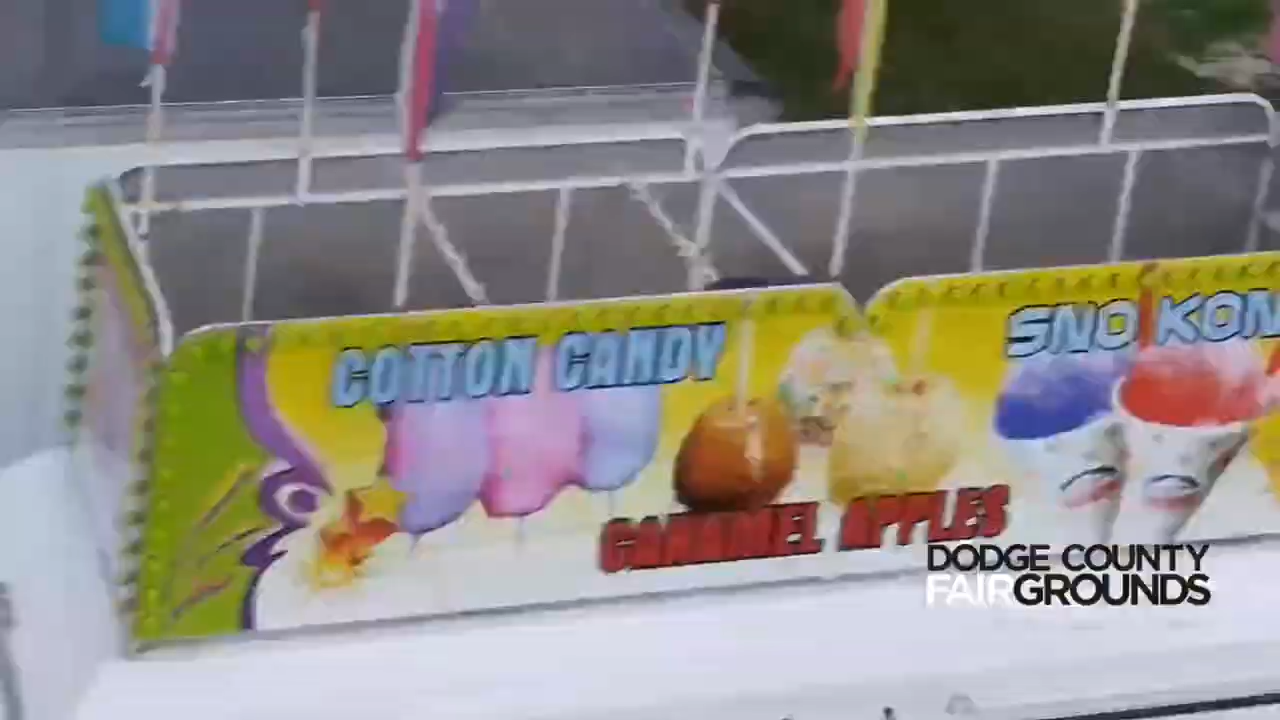 COTTON CANDY
SNO KON
CARAMEL APPLES
DODGE COUNTY
FAIRGROUNDS